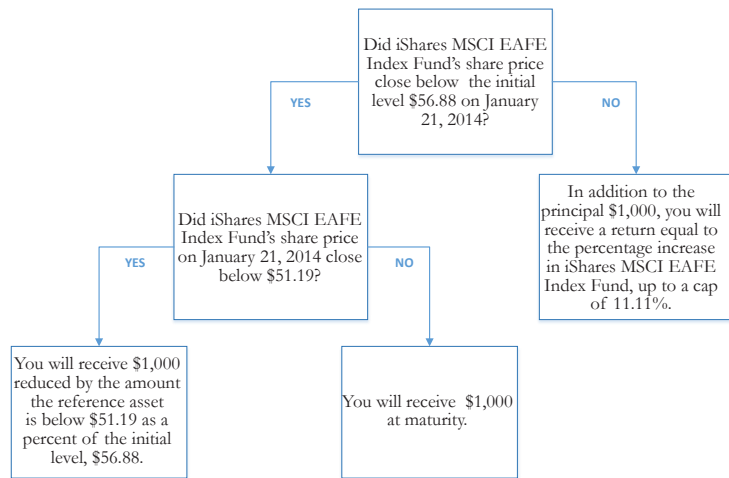 Did iShares MSCI EAFE
Index Fund's share price
close below the initial
level $56.88 on January
21, 2014?
YES
NO
Did iShares MSCI EAFE
Index Fund's share price
on January 21, 2014 close
below $51.19?
In addition to the
principal $1,000, you will
receive a return equal to
the percentage increase
in iShares MSCI EAFE
Index Fund, up to a cap
of 11.11%.
YES
NO
You will receive $1,000
reduced by the amount
the reference asset
is below $51.19 as a
percent of the initial
level, $56.88.
You will receive $1,000
at maturity.